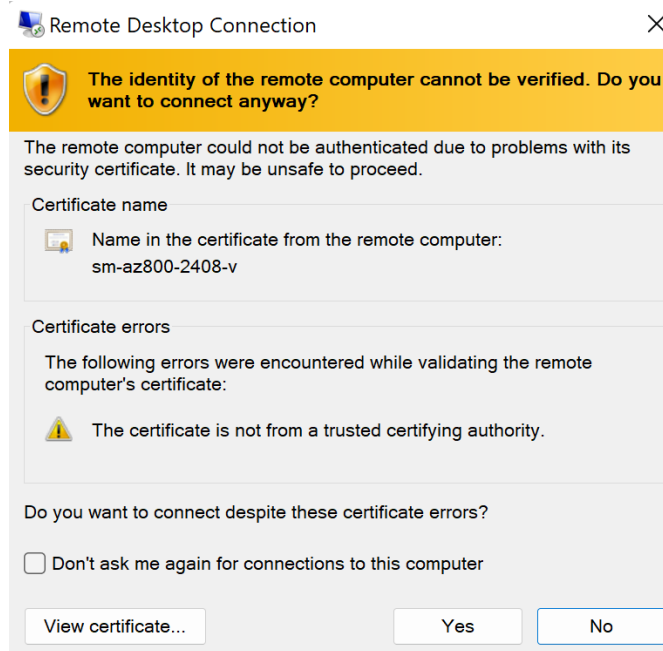 Remote Desktop Connection
The identity of the remote computer cannot be verified. Do you
want to connect anyway?
The remote computer could not be authenticated due to problems with its
security certificate. It may be unsafe to proceed.
Certificate name
Name in the certificate from the remote computer:
sm-az800-2408-v
Certificate errors
The following errors were encountered while validating the remote
computer's certificate:
The certificate is not from a trusted certifying authority.
Do you want to connect despite these certificate errors?
Don't ask me again for connections to this computer
View certificate...
Yes
No